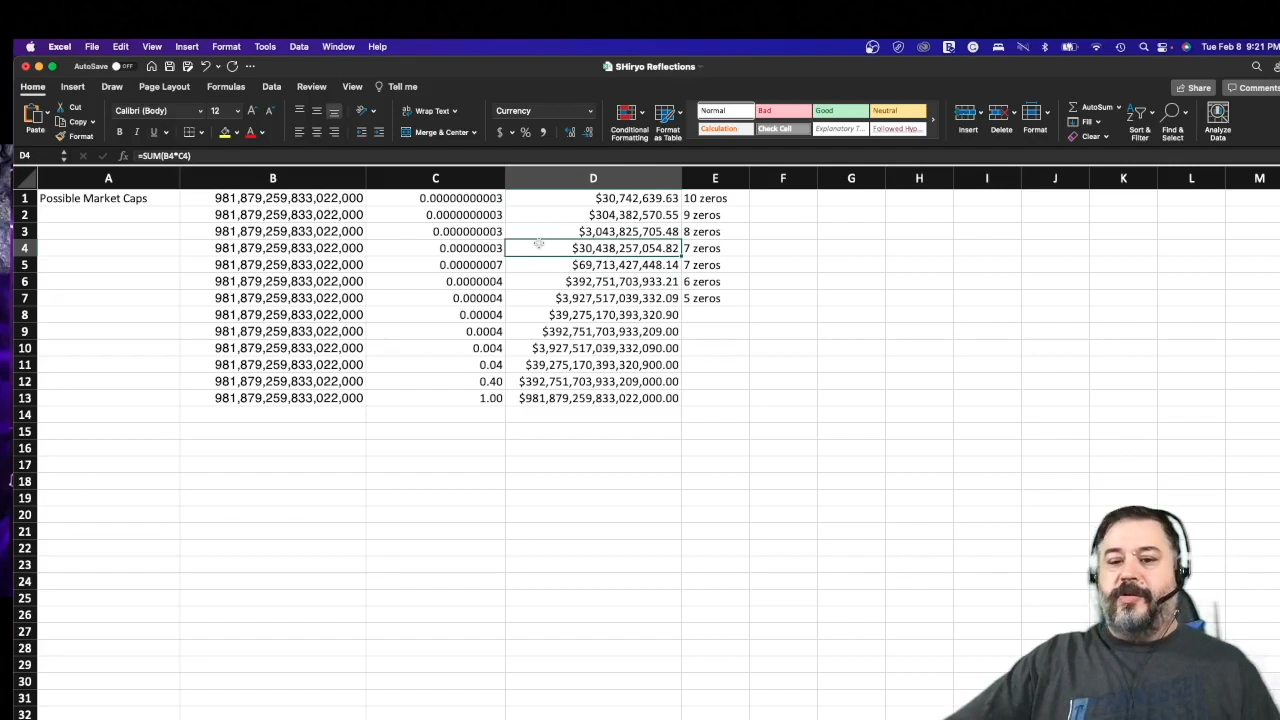 Excel File Edit View Insert Format Tools Data Window Help Tue Feb 8 9:21 PM
AutoSave OFF SHiryo Reflections
Home Insert Draw Page Layout Formulas Data Review View Tell me Share Comments
Paste Cut Copy Format
Calibri (Body) 12
B I U
Wrap Text
Merge & Center
Currency
Conditional Formatting
Format as Table
Normal Bad Good Neutral
Calculation Check Cell Explanatory T... Followed Hyp...
Insert Delete Format
AutoSum
Fill
Clear
Sort & Filter
Find & Select
Analyze Data
D4 fx =SUM(B4*C4)
A B C D E F G H I J K L M
1 Possible Market Caps 981,879,259,833,022,000 0.00000000003 $30,742,639.63 10 zeros
2 981,879,259,833,022,000 0.0000000003 $304,382,570.55 9 zeros
3 981,879,259,833,022,000 0.000000003 $3,043,825,705.48 8 zeros
4 981,879,259,833,022,000 0.00000003 $30,438,257,054.82 7 zeros
5 981,879,259,833,022,000 0.00000007 $69,713,427,448.14 7 zeros
6 981,879,259,833,022,000 0.0000004 $392,751,703,933.21 6 zeros
7 981,879,259,833,022,000 0.000004 $3,927,517,039,332.09 5 zeros
8 981,879,259,833,022,000 0.00004 $39,275,170,393,320.90
9 981,879,259,833,022,000 0.0004 $392,751,703,933,209.00
10 981,879,259,833,022,000 0.004 $3,927,517,039,332,090.00
11 981,879,259,833,022,000 0.04 $39,275,170,393,320,900.00
12 981,879,259,833,022,000 0.40 $392,751,703,933,209,000.00
13 981,879,259,833,022,000 1.00 $981,879,259,833,022,000.00
14
15
16
17
18
19
20
21
22
23
24
25
26
27
28
29
30
31
32